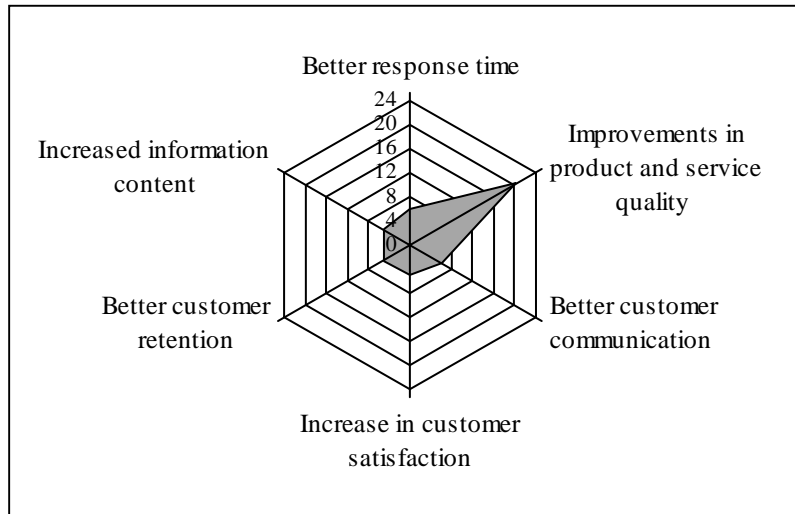 Better response time
24
20
16
12
8
4
0
Improvements in
product and service
quality
Better customer
communication
Increase in customer
satisfaction
Better customer
retention
Increased information
content